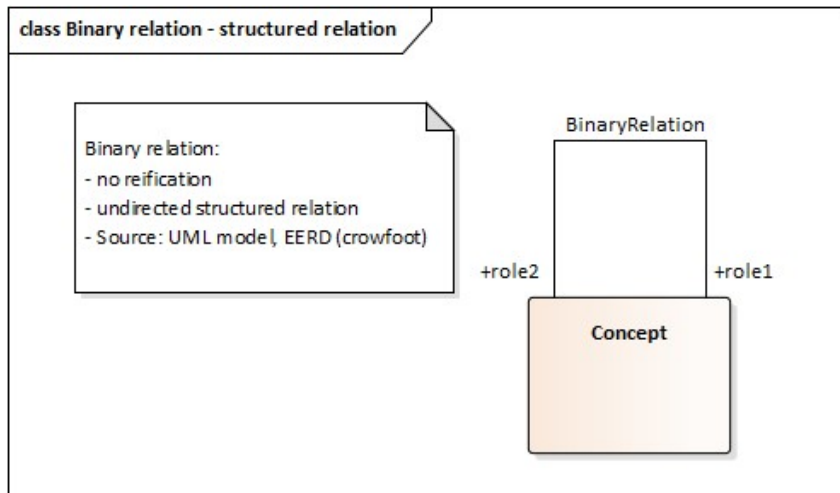 class Binary relation - structured relation
Binary relation:
- no reification
- undirected structured relation
- Source: UML model, EERD (crowfoot)
BinaryRelation
+role2
+role1
Concept